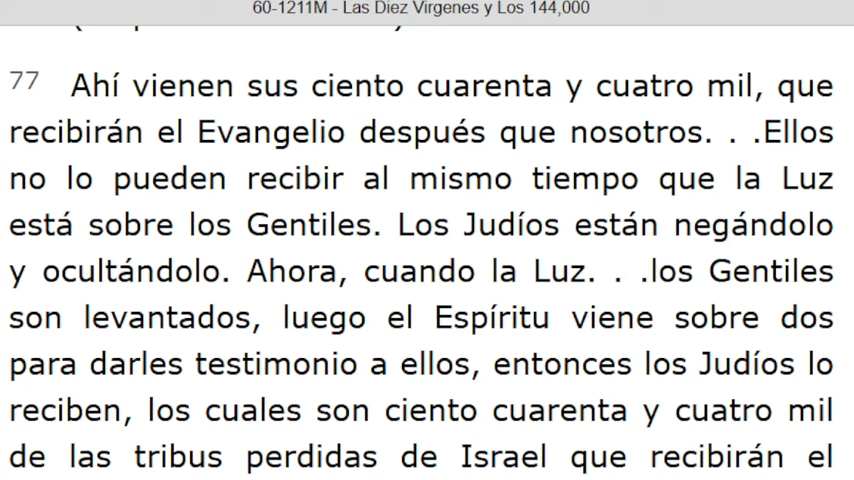 60-1211M - Las Diez Virgenes y Los 144,000
77 Ahí vienen sus ciento cuarenta y cuatro mil, que
recibirán el Evangelio después que nosotros. . .Ellos
no lo pueden recibir al mismo tiempo que la Luz
está sobre los Gentiles. Los Judíos están negándolo
y ocultándolo. Ahora, cuando la Luz. . .los Gentiles
son levantados, luego el Espíritu viene sobre dos
para darles testimonio a ellos, entonces los Judíos lo
reciben, los cuales son ciento cuarenta y cuatro mil
de las tribus perdidas de Israel que recibirán el